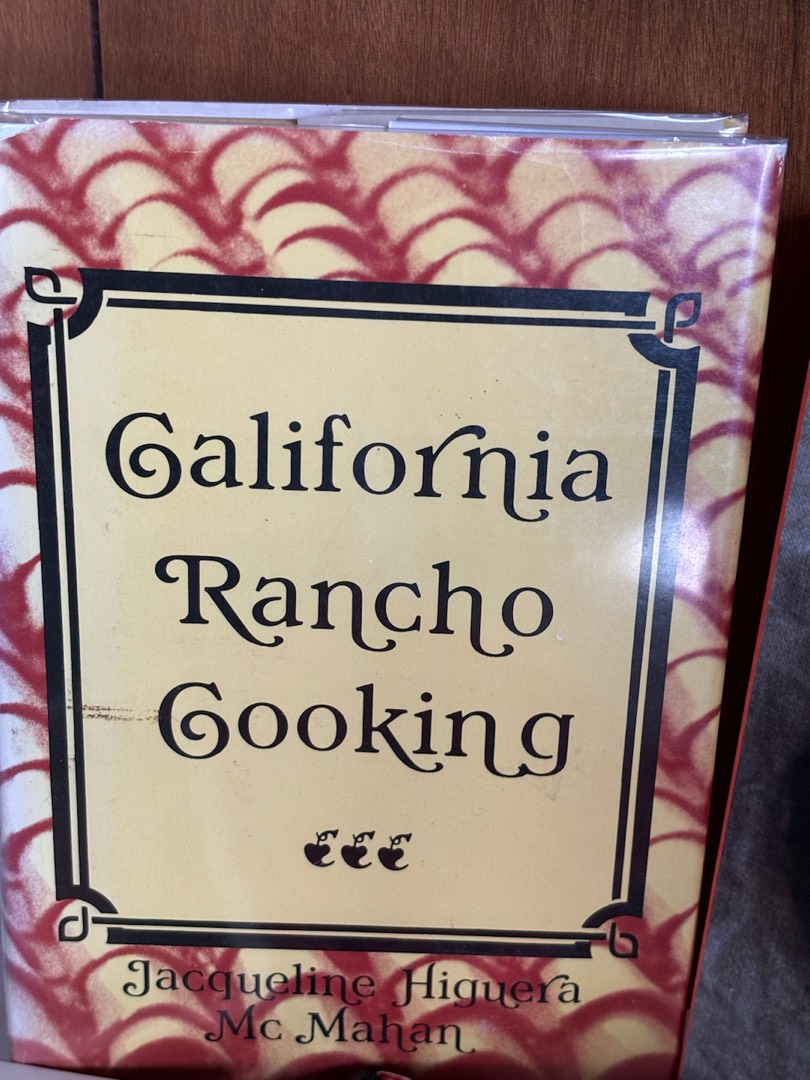 California
Rancho
Cooking
Jacqueline Higuera
Mc Mahan